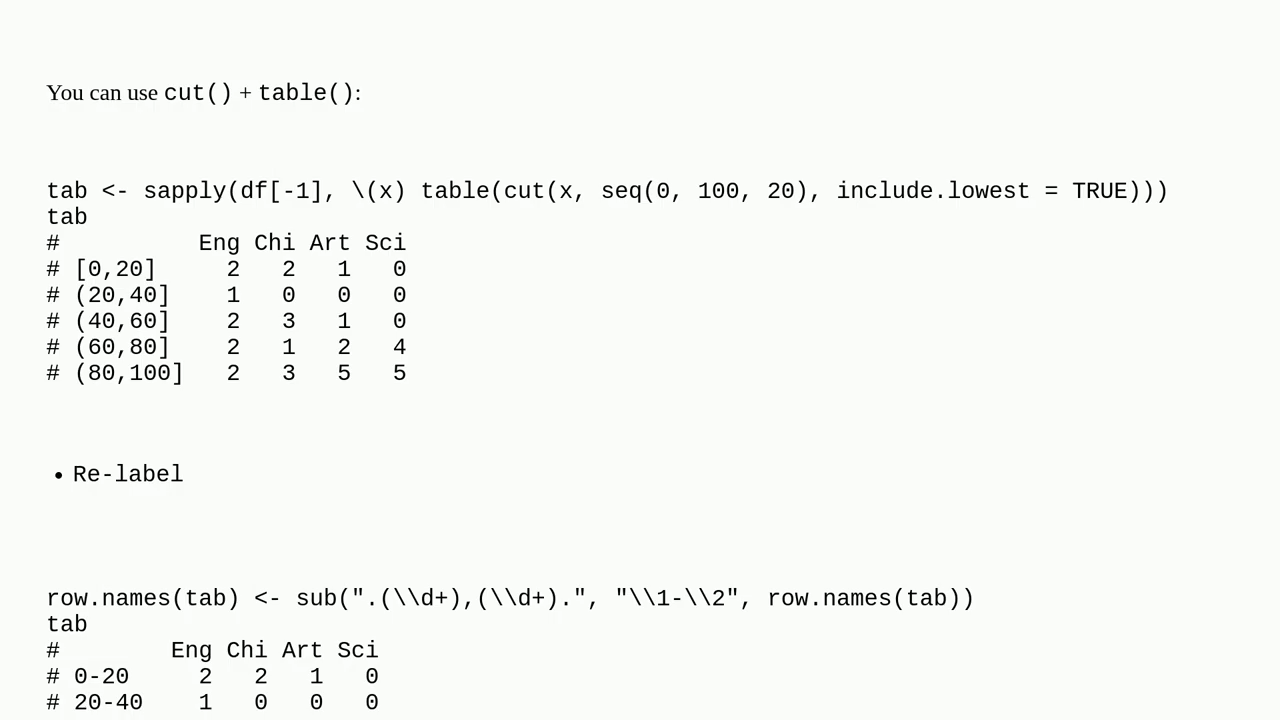 You can use cut() + table():
tab <- sapply(df[-1], \(x) table(cut(x, seq(0, 100, 20), include.lowest = TRUE)))
tab
#          Eng Chi Art Sci
# [0,20]     2   2   1   0
# (20,40]    1   0   0   0
# (40,60]    2   3   1   0
# (60,80]    2   1   2   4
# (80,100]   2   3   5   5
• Re-label
row.names(tab) <- sub(".(\\d+),(\\d+).", "\\1-\\2", row.names(tab))
tab
#        Eng Chi Art Sci
# 0-20     2   2   1   0
# 20-40    1   0   0   0